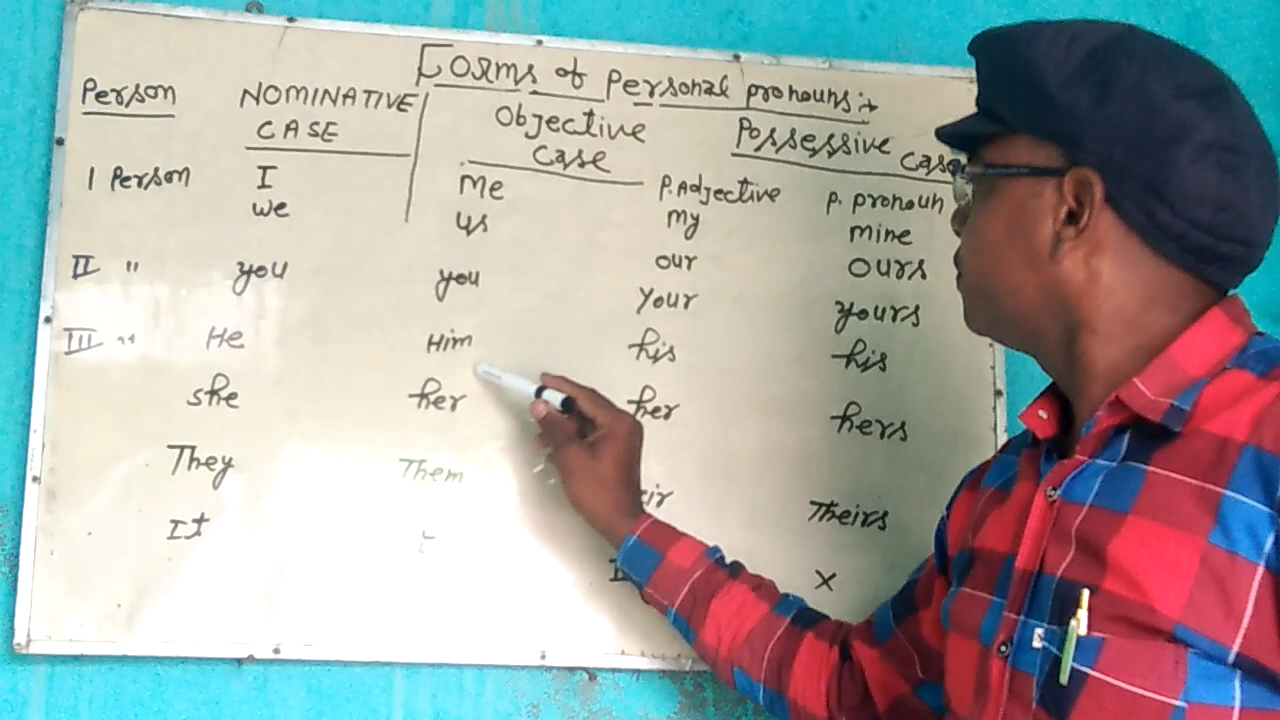 Forms of Personal pronouns:-
Person NOMINATIVE CASE Objective Case Possessive Case
P. Adjective P. pronoun
I Person I Me my mine
we us our ours
II " you you your yours
III " He Him his his
she her her hers
They Them Theirs
It X